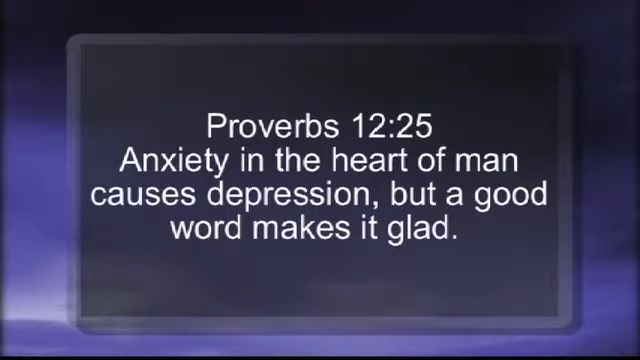 Proverbs 12:25
Anxiety in the heart of man
causes depression, but a good
word makes it glad.